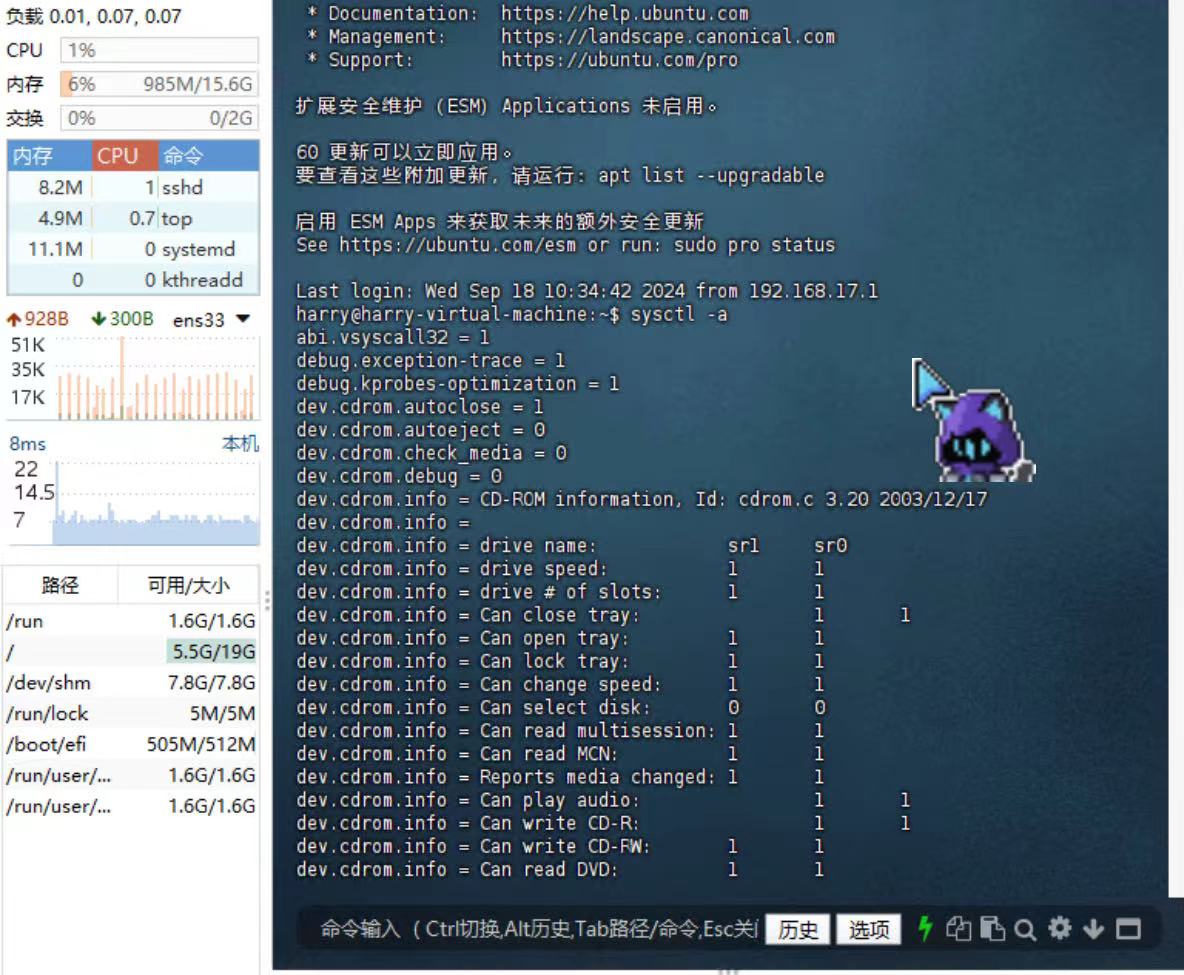 负载 0.01, 0.07, 0.07
CPU 1%
内存 6% 985M/15.6G
交换 0% 0/2G
内存 CPU 命令
8.2M 1 sshd
4.9M 0.7 top
11.1M 0 systemd
0 0 kthreadd
928B 300B ens33
51K
35K
17K
8ms 本机
22
14.5
7
路径 可用/大小
/run 1.6G/1.6G
/ 5.5G/19G
/dev/shm 7.8G/7.8G
/run/lock 5M/5M
/boot/efi 505M/512M
/run/user/... 1.6G/1.6G
/run/user/... 1.6G/1.6G
* Documentation: https://help.ubuntu.com
* Management: https://landscape.canonical.com
* Support: https://ubuntu.com/pro
扩展安全维护 (ESM) Applications 未启用。
60 更新可以立即应用。
要查看这些附加更新，请运行: apt list --upgradable
启用 ESM Apps 来获取未来的额外安全更新
See https://ubuntu.com/esm or run: sudo pro status
Last login: Wed Sep 18 10:34:42 2024 from 192.168.17.1
harry@harry-virtual-machine:~$ sysctl -a
abi.vsyscall32 = 1
debug.exception-trace = 1
debug.kprobes-optimization = 1
dev.cdrom.autoclose = 1
dev.cdrom.autoeject = 0
dev.cdrom.check_media = 0
dev.cdrom.debug = 0
dev.cdrom.info = CD-ROM information, Id: cdrom.c 3.20 2003/12/17
dev.cdrom.info =
dev.cdrom.info = drive name: sr1 sr0
dev.cdrom.info = drive speed: 1 1
dev.cdrom.info = drive # of slots: 1 1
dev.cdrom.info = Can close tray: 1 1
dev.cdrom.info = Can open tray: 1 1
dev.cdrom.info = Can lock tray: 1 1
dev.cdrom.info = Can change speed: 1 1
dev.cdrom.info = Can select disk: 0 0
dev.cdrom.info = Can read multisession: 1 1
dev.cdrom.info = Can read MCN: 1 1
dev.cdrom.info = Reports media changed: 1 1
dev.cdrom.info = Can play audio: 1 1
dev.cdrom.info = Can write CD-R: 1 1
dev.cdrom.info = Can write CD-RW: 1 1
dev.cdrom.info = Can read DVD: 1 1
命令输入 （Ctrl切换,Alt历史,Tab路径/命令,Esc关 历史 选项